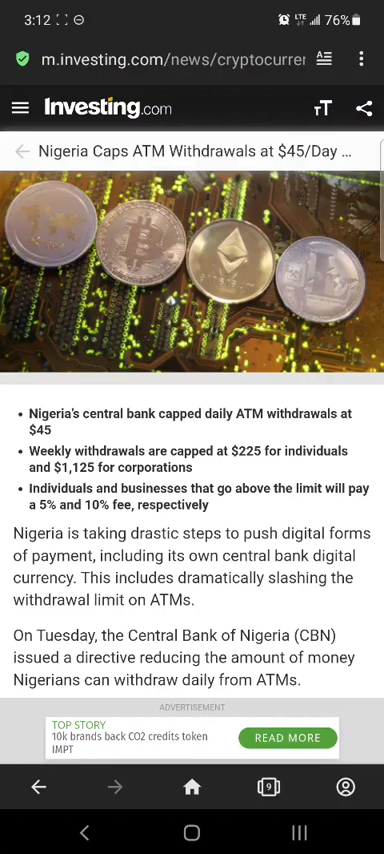 3:12
LTE 76%
m.investing.com/news/cryptocurren
Investing.com
TT
Nigeria Caps ATM Withdrawals at $45/Day ...
• Nigeria's central bank capped daily ATM withdrawals at
$45
• Weekly withdrawals are capped at $225 for individuals
and $1,125 for corporations
• Individuals and businesses that go above the limit will pay
a 5% and 10% fee, respectively
Nigeria is taking drastic steps to push digital forms
of payment, including its own central bank digital
currency. This includes dramatically slashing the
withdrawal limit on ATMs.
On Tuesday, the Central Bank of Nigeria (CBN)
issued a directive reducing the amount of money
Nigerians can withdraw daily from ATMs.
ADVERTISEMENT
TOP STORY
10k brands back CO2 credits token
IMPT
READ MORE
9